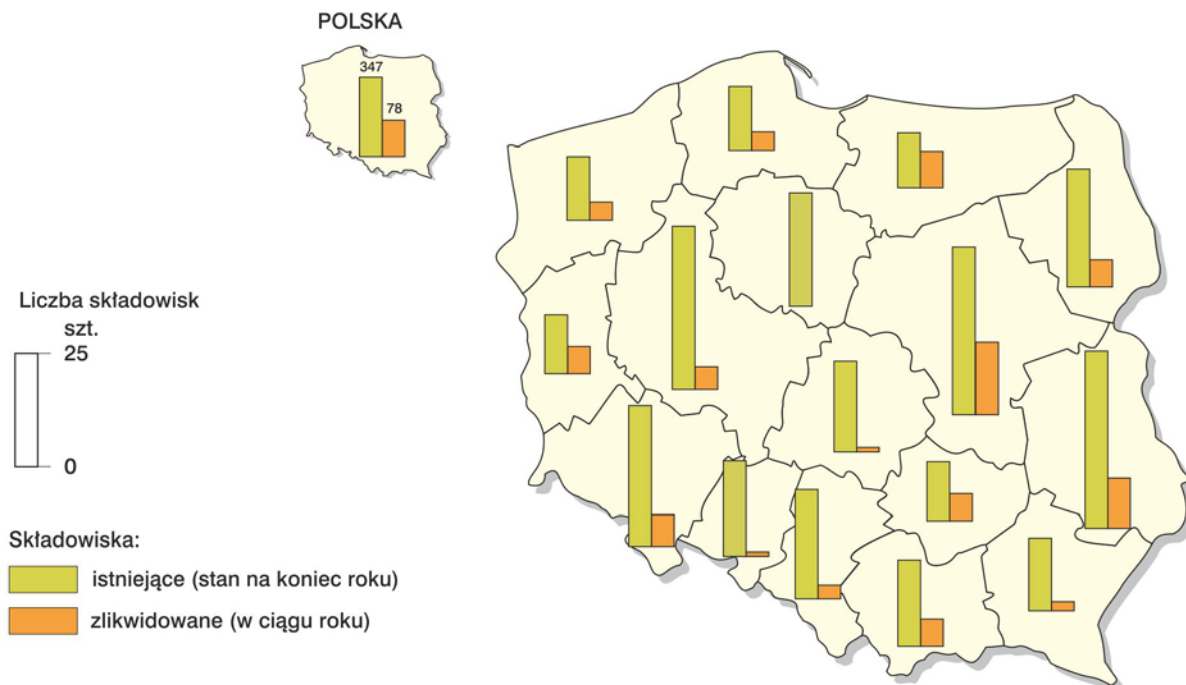 POLSKA
347
78
Liczba składowisk
szt.
25
0
Składowiska:
istniejące (stan na koniec roku)
zlikwidowane (w ciągu roku)